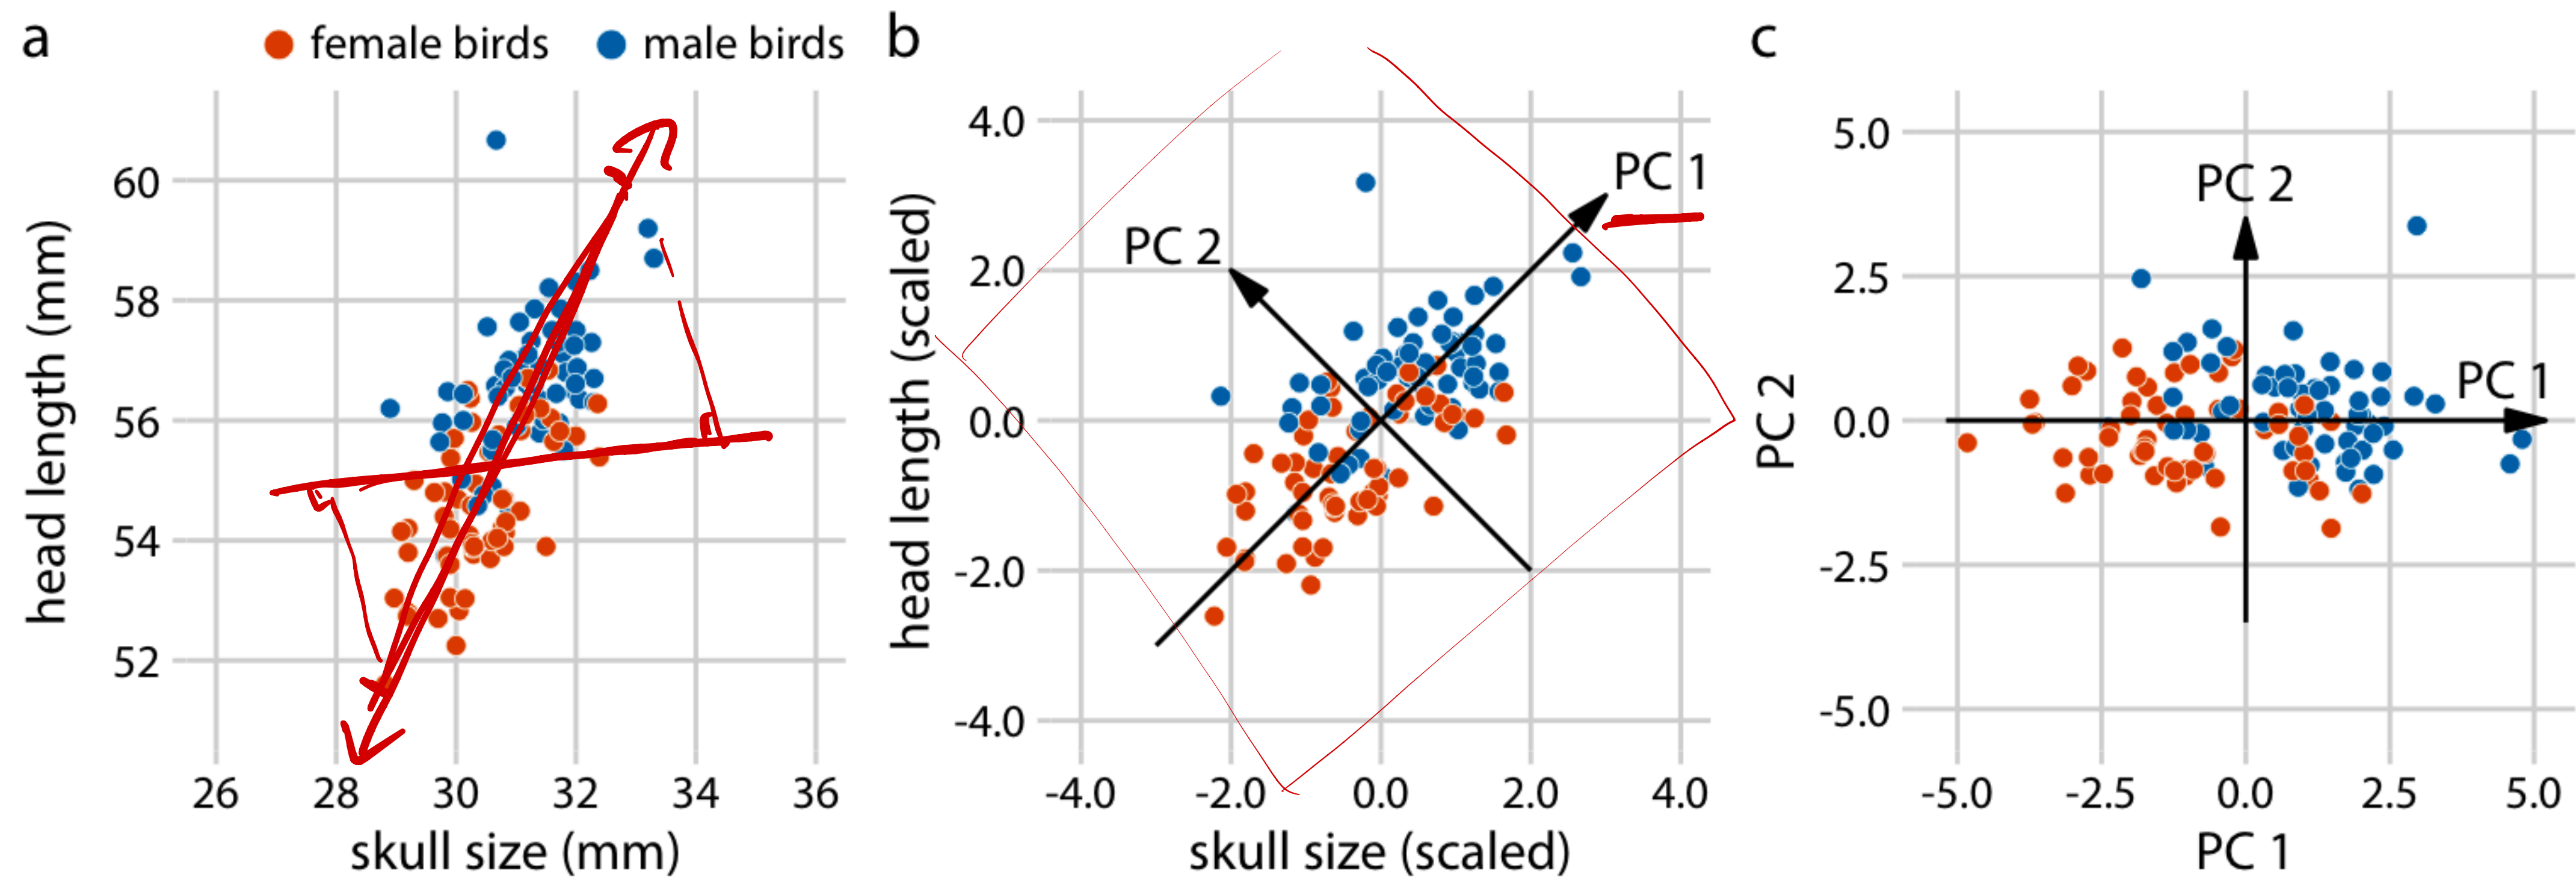 a
female birds
male birds
60
58
56
54
52
head length (mm)
26 28 30 32 34 36
skull size (mm)
b
4.0
2.0
0.0
-2.0
-4.0
head length (scaled)
PC 1
PC 2
-4.0 -2.0 0.0 2.0 4.0
skull size (scaled)
c
5.0
2.5
0.0
-2.5
-5.0
PC 2
PC 2
PC 1
-5.0 -2.5 0.0 2.5 5.0
PC 1